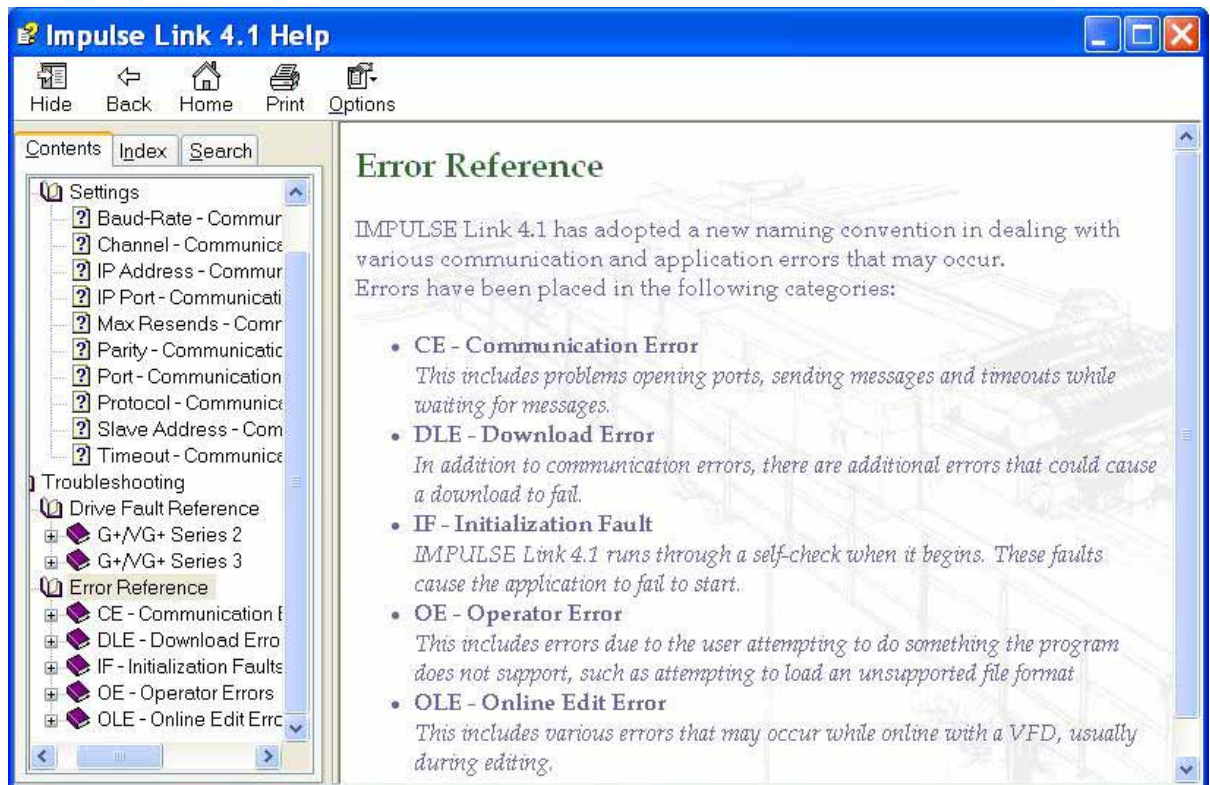 Impulse Link 4.1 Help
Hide Back Home Print Options
Contents Index Search
Settings
Baud-Rate - Commur
Channel - Communica
IP Address - Commur
IP Port - Communicati
Max Resends - Comr
Parity - Communicatic
Port - Communication
Protocol - Communica
Slave Address - Com
Timeout - Communica
Troubleshooting
Drive Fault Reference
G+/VG+ Series 2
G+/VG+ Series 3
Error Reference
CE - Communication E
DLE - Download Erro
IF - Initialization Faults
OE - Operator Errors
OLE - Online Edit Errc
Error Reference
IMPULSE Link 4.1 has adopted a new naming convention in dealing with
various communication and application errors that may occur.
Errors have been placed in the following categories:
• CE - Communication Error
This includes problems opening ports, sending messages and timeouts while
waiting for messages.
• DLE - Download Error
In addition to communication errors, there are additional errors that could cause
a download to fail.
• IF - Initialization Fault
IMPULSE Link 4.1 runs through a self-check when it begins. These faults
cause the application to fail to start.
• OE - Operator Error
This includes errors due to the user attempting to do something the program
does not support, such as attempting to load an unsupported file format
• OLE - Online Edit Error
This includes various errors that may occur while online with a VFD, usually
during editing.